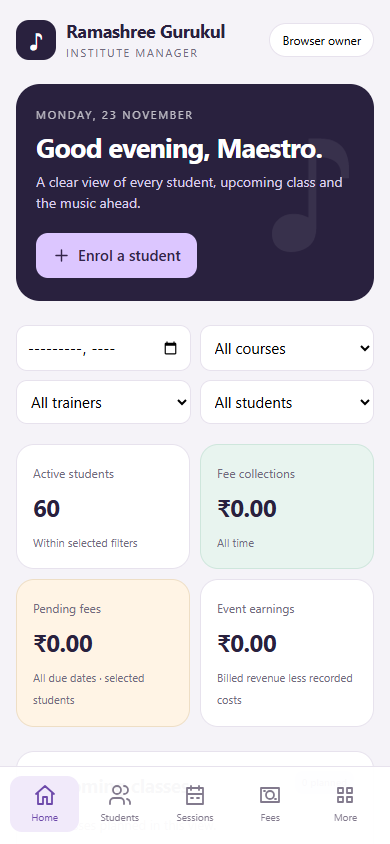 Ramashree Gurukul
INSTITUTE MANAGER
Browser owner
MONDAY, 23 NOVEMBER
Good evening, Maestro.
A clear view of every student, upcoming class and
the music ahead.
Enrol a student
---------, ----
All courses
All trainers
All students
Active students
60
Within selected filters
Fee collections
₹0.00
All time
Pending fees
₹0.00
All due dates · selected
students
Event earnings
₹0.00
Billed revenue less recorded
costs
Home
Students
Sessions
Fees
More